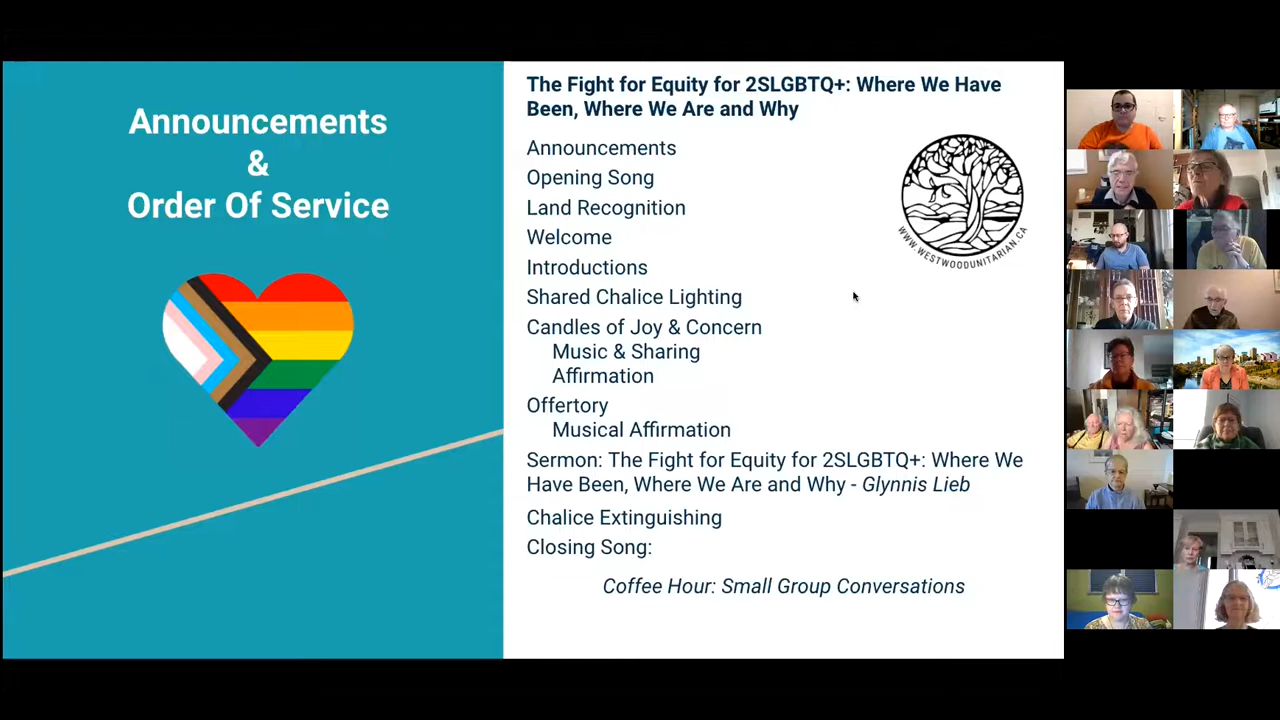 Announcements
&
Order Of Service
The Fight for Equity for 2SLGBTQ+: Where We Have
Been, Where We Are and Why
Announcements
Opening Song
Land Recognition
Welcome
Introductions
Shared Chalice Lighting
Candles of Joy & Concern
Music & Sharing
Affirmation
Offertory
Musical Affirmation
Sermon: The Fight for Equity for 2SLGBTQ+: Where We
Have Been, Where We Are and Why - Glynnis Lieb
Chalice Extinguishing
Closing Song:
Coffee Hour: Small Group Conversations
WWW.WESTWOODUNITARIAN.CA